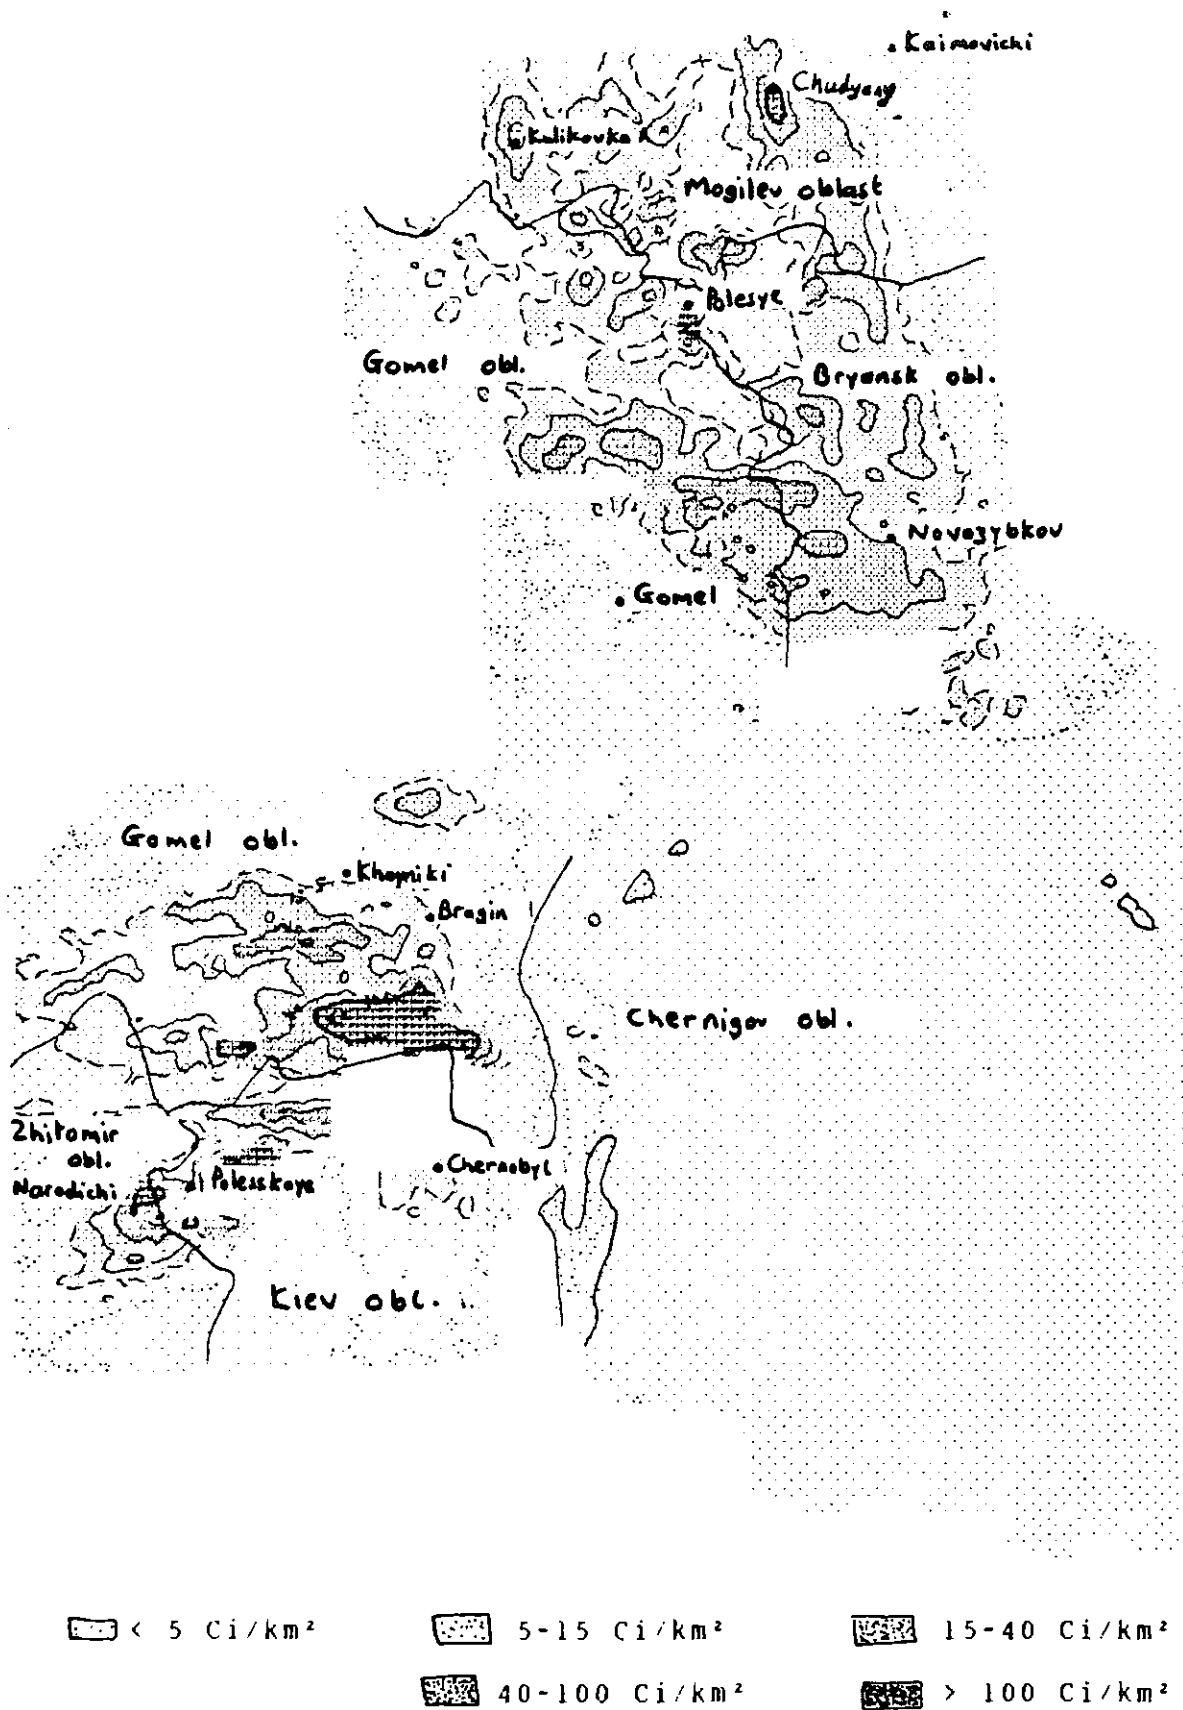 Kaimovichi
Chudyany
Kulikovka
Mogilev oblast
Polesye
Gomel obl.
Bryansk obl.
Novozybkov
Gomel
Gomel obl.
Khoyniki
Bragin
Chernigov obl.
Zhitomir
obl.
Narodichi
Polesskoye
Chernobyl
Kiev obl.
< 5 Ci/km²
5-15 Ci/km²
15-40 Ci/km²
40-100 Ci/km²
> 100 Ci/km²